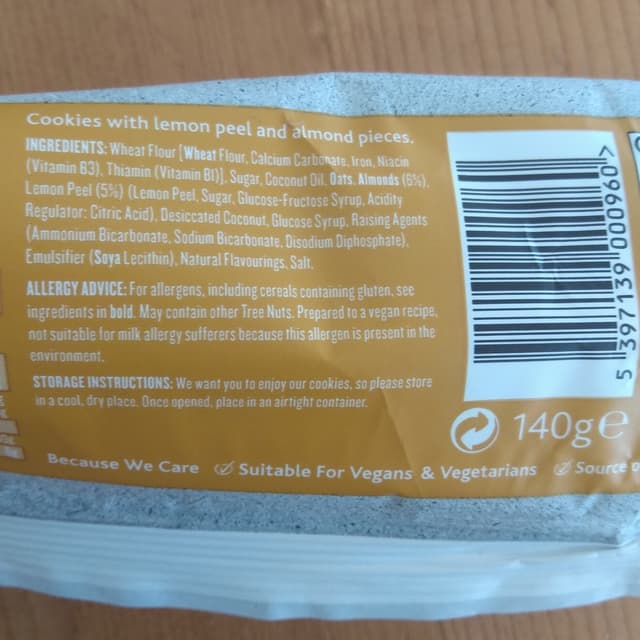 Cookies with lemon peel and almond pieces.
INGREDIENTS: Wheat Flour [Wheat Flour, Calcium Carbonate, Iron, Niacin
(Vitamin B3), Thiamin (Vitamin B1)], Sugar, Coconut Oil, Oats, Almonds (6%),
Lemon Peel (5%) (Lemon Peel, Sugar, Glucose-Fructose Syrup, Acidity
Regulator: Citric Acid), Desiccated Coconut, Glucose Syrup, Raising Agents
(Ammonium Bicarbonate, Sodium Bicarbonate, Disodium Diphosphate),
Emulsifier (Soya Lecithin), Natural Flavourings, Salt.
ALLERGY ADVICE: For allergens, including cereals containing gluten, see
ingredients in bold. May contain other Tree Nuts. Prepared to a vegan recipe,
not suitable for milk allergy sufferers because this allergen is present in the
environment.
STORAGE INSTRUCTIONS: We want you to enjoy our cookies, so please store
in a cool, dry place. Once opened, place in an airtight container.
5 397139 000960 >
140g e
Because We Care Suitable For Vegans & Vegetarians Source